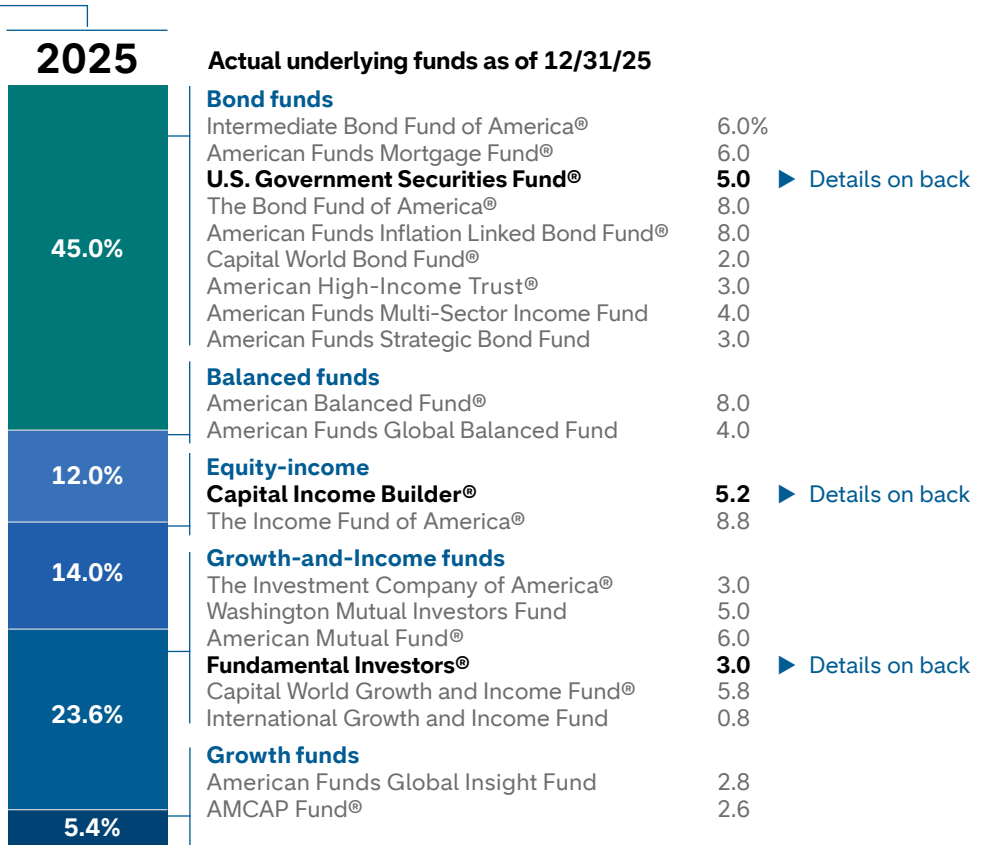 2025
Actual underlying funds as of 12/31/25
Bond funds
Intermediate Bond Fund of America® 6.0%
American Funds Mortgage Fund® 6.0
U.S. Government Securities Fund® 5.0 ▶ Details on back
The Bond Fund of America® 8.0
45.0%
American Funds Inflation Linked Bond Fund® 8.0
Capital World Bond Fund® 2.0
American High-Income Trust® 3.0
American Funds Multi-Sector Income Fund 4.0
American Funds Strategic Bond Fund 3.0
Balanced funds
American Balanced Fund® 8.0
American Funds Global Balanced Fund 4.0
12.0%
Equity-income
Capital Income Builder® 5.2 ▶ Details on back
The Income Fund of America® 8.8
14.0%
Growth-and-Income funds
The Investment Company of America® 3.0
Washington Mutual Investors Fund 5.0
American Mutual Fund® 6.0
Fundamental Investors® 3.0 ▶ Details on back
Capital World Growth and Income Fund® 5.8
23.6%
International Growth and Income Fund 0.8
Growth funds
American Funds Global Insight Fund 2.8
AMCAP Fund® 2.6
5.4%